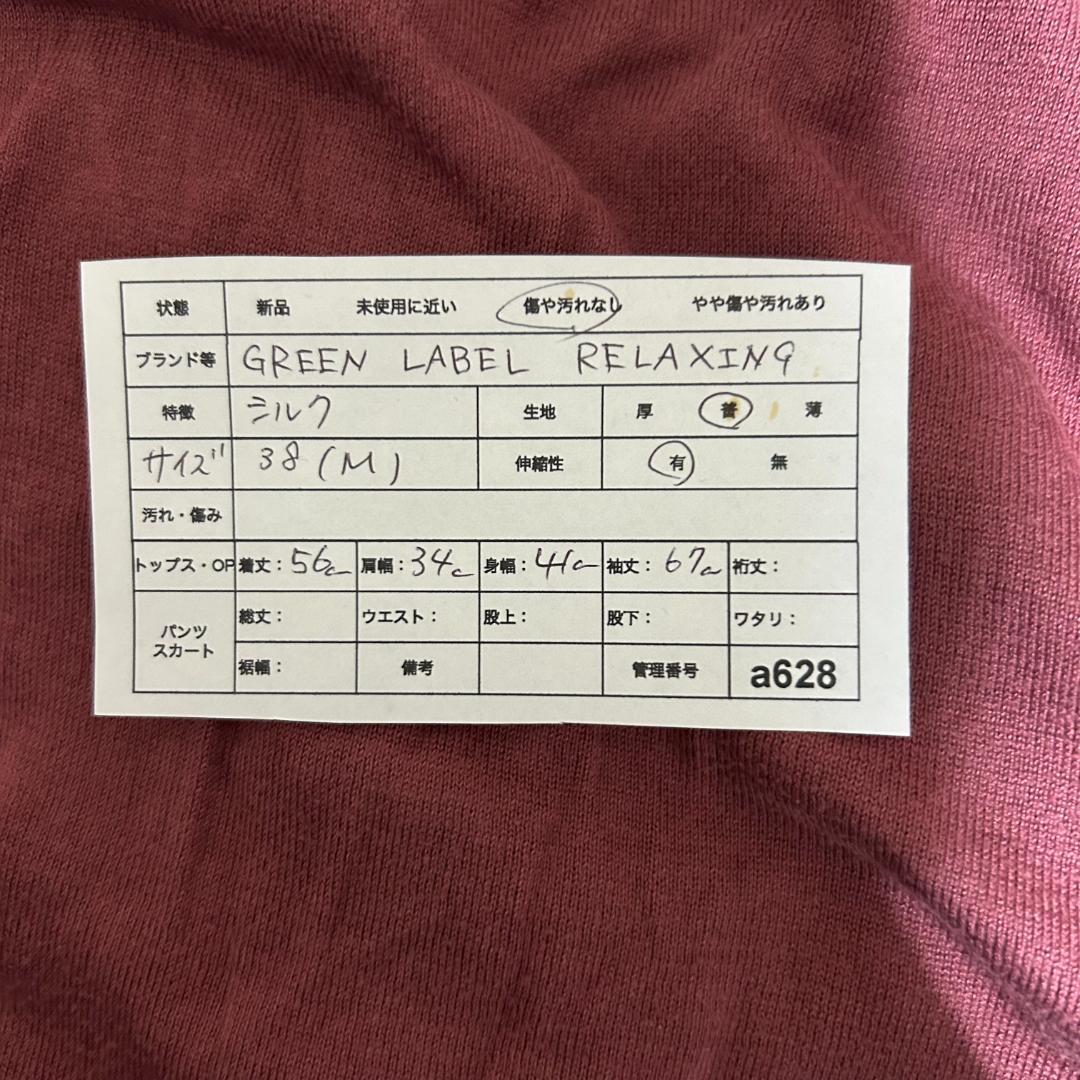 状態 新品 未使用に近い 傷や汚れなし やや傷や汚れあり
ブランド等 GREEN LABEL RELAXING
特徴 シルク 生地 厚 普 薄
サイズ 38(M) 伸縮性 有 無
汚れ・傷み
トップス・OP 着丈：56cm 肩幅：34cm 身幅：41cm 袖丈：67cm 裄丈：
パンツ スカート 総丈： ウエスト： 股上： 股下： ワタリ：
裾幅： 備考 管理番号 a628